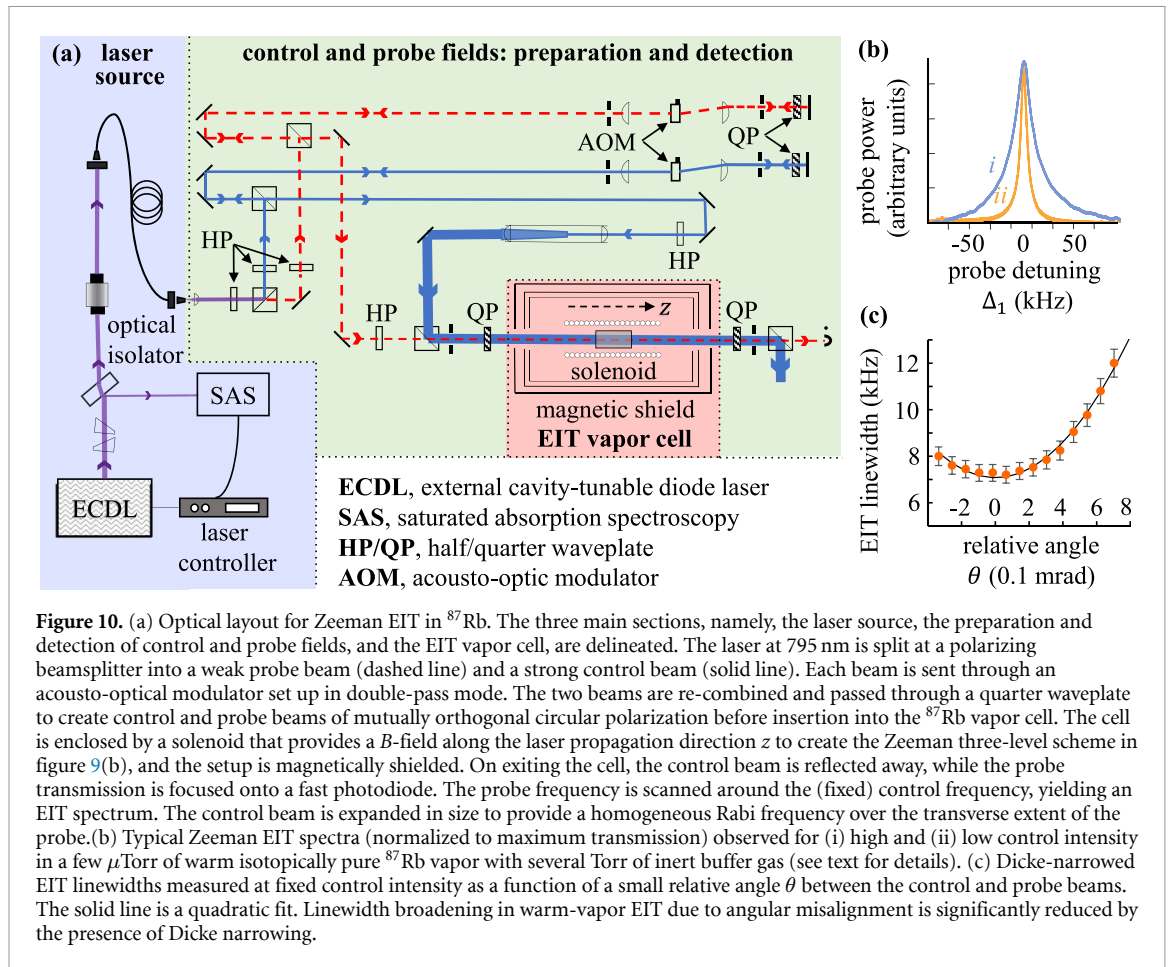 (a) laser
source
control and probe fields: preparation and detection
AOM
QP
HP
HP
optical
isolator
HP
QP
z
QP
solenoid
magnetic shield
EIT vapor cell
SAS
ECDL
laser
controller
ECDL, external cavity-tunable diode laser
SAS, saturated absorption spectroscopy
HP/QP, half/quarter waveplate
AOM, acousto-optic modulator
(b)
probe power
(arbitrary units)
i
ii
-50 0 50
probe detuning
Δ₁ (kHz)
(c)
EIT linewidth (kHz)
12
10
8
6
-2 0 2 4 6 8
relative angle
θ (0.1 mrad)
Figure 10. (a) Optical layout for Zeeman EIT in ⁸⁷Rb. The three main sections, namely, the laser source, the preparation and
detection of control and probe fields, and the EIT vapor cell, are delineated. The laser at 795 nm is split at a polarizing
beamsplitter into a weak probe beam (dashed line) and a strong control beam (solid line). Each beam is sent through an
acousto-optical modulator set up in double-pass mode. The two beams are re-combined and passed through a quarter waveplate
to create control and probe beams of mutually orthogonal circular polarization before insertion into the ⁸⁷Rb vapor cell. The cell
is enclosed by a solenoid that provides a B-field along the laser propagation direction z to create the Zeeman three-level scheme in
figure 9(b), and the setup is magnetically shielded. On exiting the cell, the control beam is reflected away, while the probe
transmission is focused onto a fast photodiode. The probe frequency is scanned around the (fixed) control frequency, yielding an
EIT spectrum. The control beam is expanded in size to provide a homogeneous Rabi frequency over the transverse extent of the
probe.(b) Typical Zeeman EIT spectra (normalized to maximum transmission) observed for (i) high and (ii) low control intensity
in a few μTorr of warm isotopically pure ⁸⁷Rb vapor with several Torr of inert buffer gas (see text for details). (c) Dicke-narrowed
EIT linewidths measured at fixed control intensity as a function of a small relative angle θ between the control and probe beams.
The solid line is a quadratic fit. Linewidth broadening in warm-vapor EIT due to angular misalignment is significantly reduced by
the presence of Dicke narrowing.